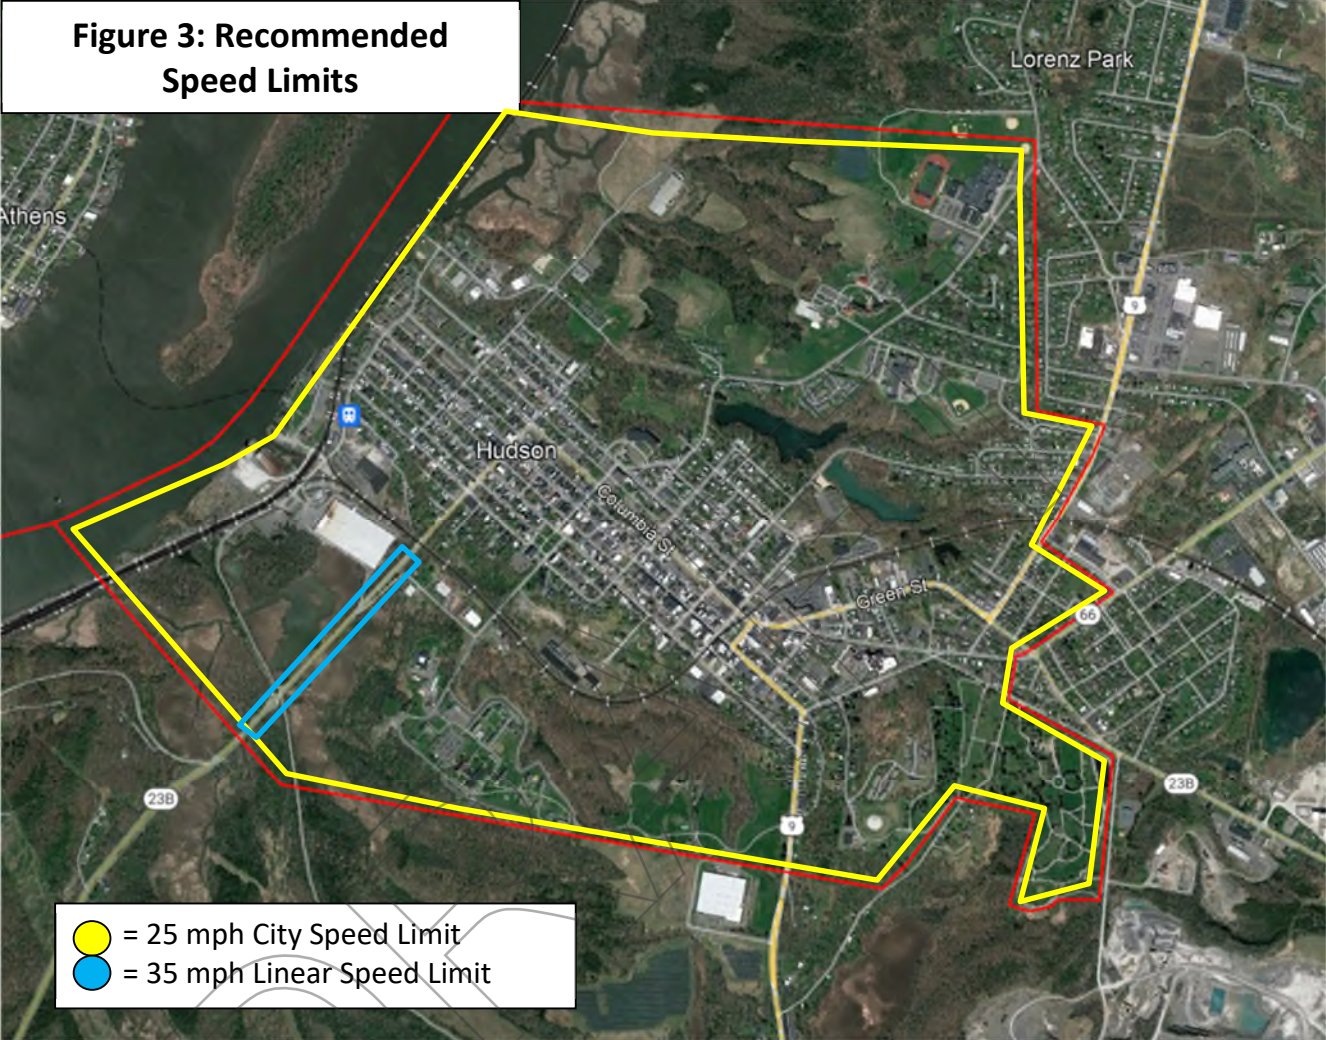 Figure 3: Recommended
Speed Limits
Lorenz Park
Athens
9
Hudson
Columbia St
Green St
66
23B
23B
9
= 25 mph City Speed Limit
= 35 mph Linear Speed Limit